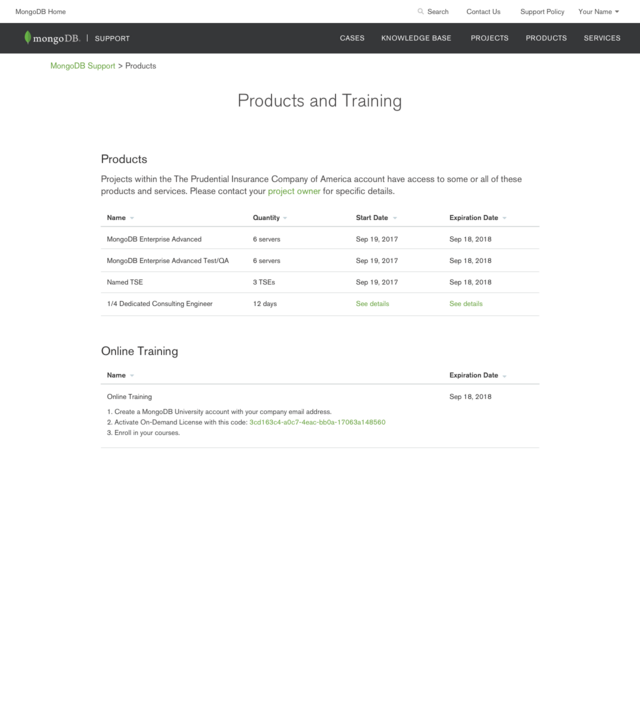 MongoDB Home Search Contact Us Support Policy Your Name
mongoDB. | SUPPORT CASES KNOWLEDGE BASE PROJECTS PRODUCTS SERVICES
MongoDB Support > Products
Products and Training
Products
Projects within the The Prudential Insurance Company of America account have access to some or all of these
products and services. Please contact your project owner for specific details.
Name Quantity Start Date Expiration Date
MongoDB Enterprise Advanced 6 servers Sep 19, 2017 Sep 18, 2018
MongoDB Enterprise Advanced Test/QA 6 servers Sep 19, 2017 Sep 18, 2018
Named TSE 3 TSEs Sep 19, 2017 Sep 18, 2018
1/4 Dedicated Consulting Engineer 12 days See details See details
Online Training
Name Expiration Date
Online Training Sep 18, 2018
1. Create a MongoDB University account with your company email address.
2. Activate On-Demand License with this code: 3cd163c4-a0c7-4eac-bb0a-17063a148560
3. Enroll in your courses.